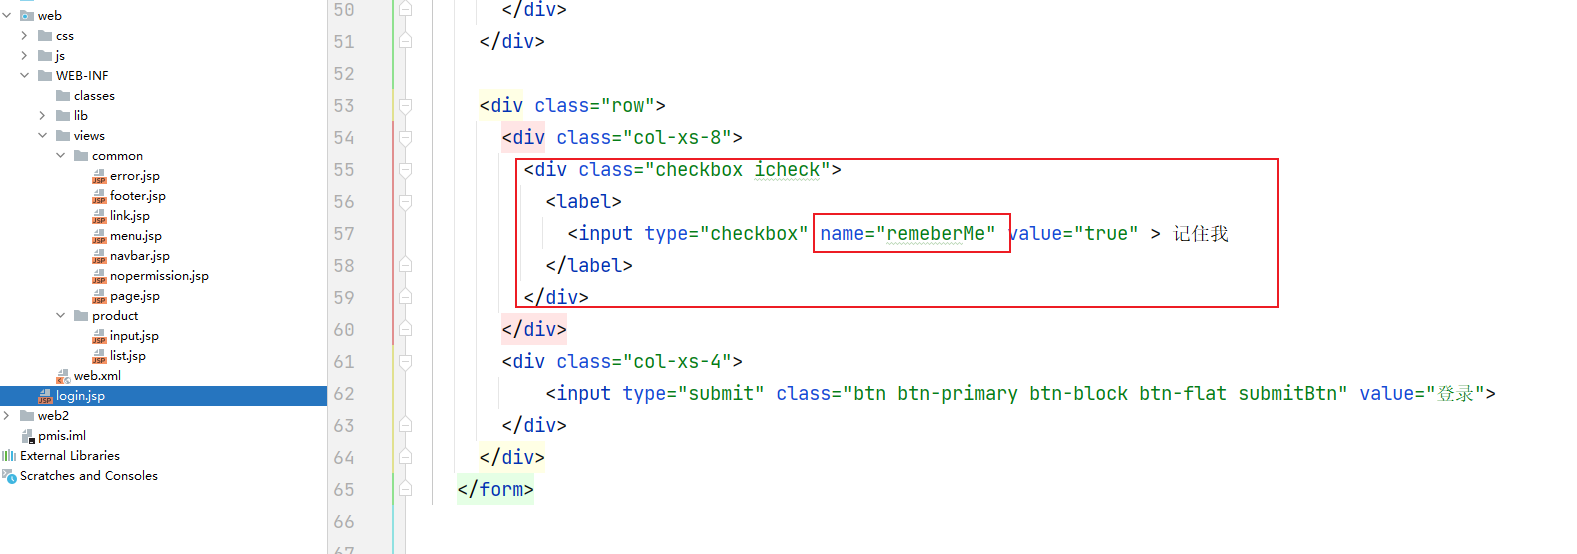 web
css
js
WEB-INF
classes
lib
views
common
error.jsp
footer.jsp
link.jsp
menu.jsp
navbar.jsp
nopermission.jsp
page.jsp
product
input.jsp
list.jsp
web.xml
login.jsp
web2
pmis.iml
External Libraries
Scratches and Consoles
50 </div>
51 </div>
52
53 <div class="row">
54 <div class="col-xs-8">
55 <div class="checkbox icheck">
56 <label>
57 <input type="checkbox" name="remeberMe" value="true" > 记住我
58 </label>
59 </div>
60 </div>
61 <div class="col-xs-4">
62 <input type="submit" class="btn btn-primary btn-block btn-flat submitBtn" value="登录">
63 </div>
64 </div>
65 </form>
66
67